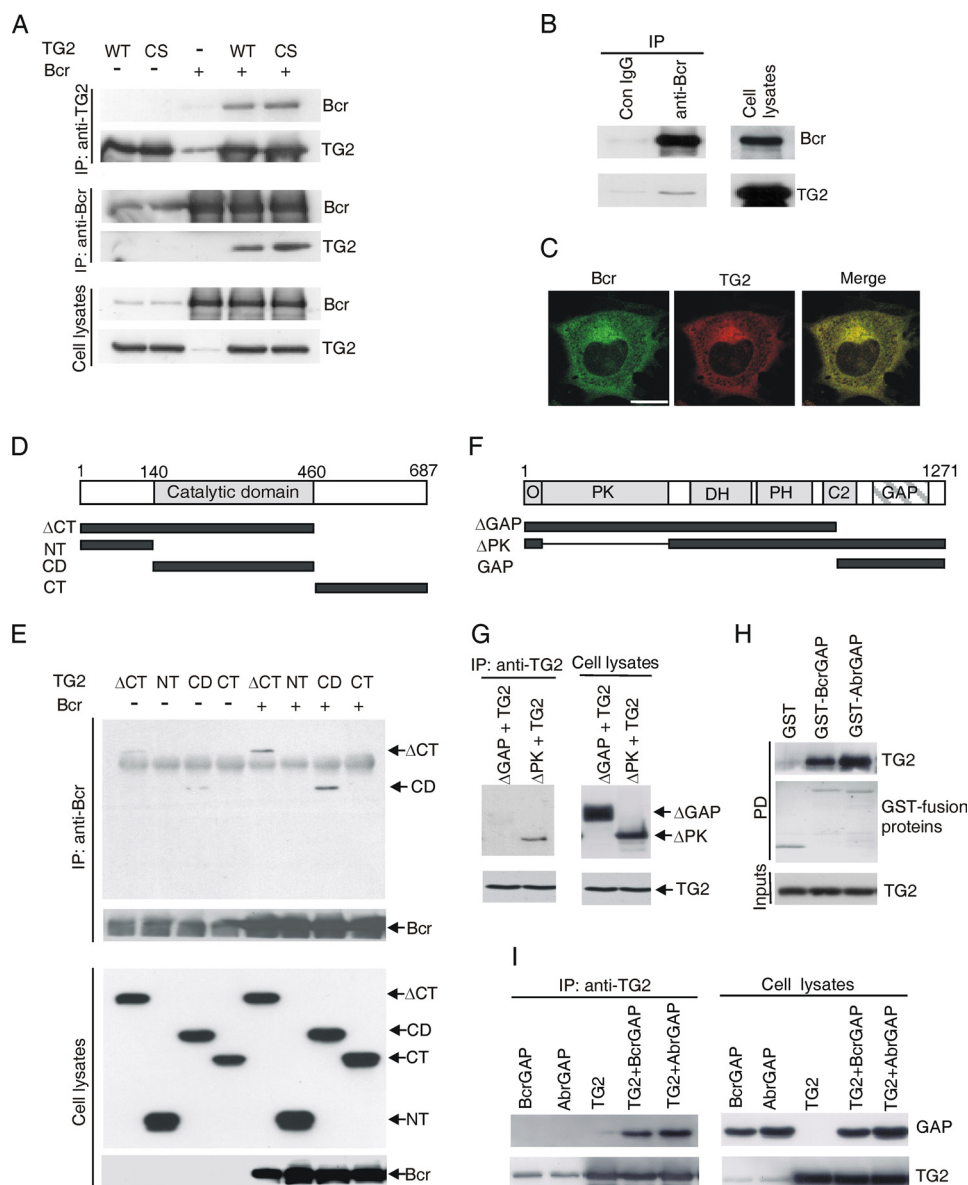 A
TG2 WT CS - WT CS
Bcr - - + + +
IP: anti-TG2
Bcr
TG2
IP: anti-Bcr
Bcr
TG2
Cell lysates
Bcr
TG2
B
IP
Con IgG
anti-Bcr
Cell
lysates
Bcr
TG2
C
Bcr TG2 Merge
D
1 140 460 687
Catalytic domain
ΔCT
NT
CD
CT
F
1 1271
O PK DH PH C2 GAP
ΔGAP
ΔPK
GAP
E
TG2 ΔCT NT CD CT ΔCT NT CD CT
Bcr - - - - + + + +
IP: anti-Bcr
ΔCT
CD
Bcr
Cell lysates
ΔCT
CD
CT
NT
Bcr
G
IP: anti-TG2 Cell lysates
ΔGAP + TG2
ΔPK + TG2
ΔGAP + TG2
ΔPK + TG2
ΔGAP
ΔPK
TG2
H
GST
GST-BcrGAP
GST-AbrGAP
PD
TG2
GST-fusion
proteins
Inputs
TG2
I
IP: anti-TG2 Cell lysates
BcrGAP
AbrGAP
TG2
TG2+BcrGAP
TG2+AbrGAP
BcrGAP
AbrGAP
TG2
TG2+BcrGAP
TG2+AbrGAP
GAP
TG2